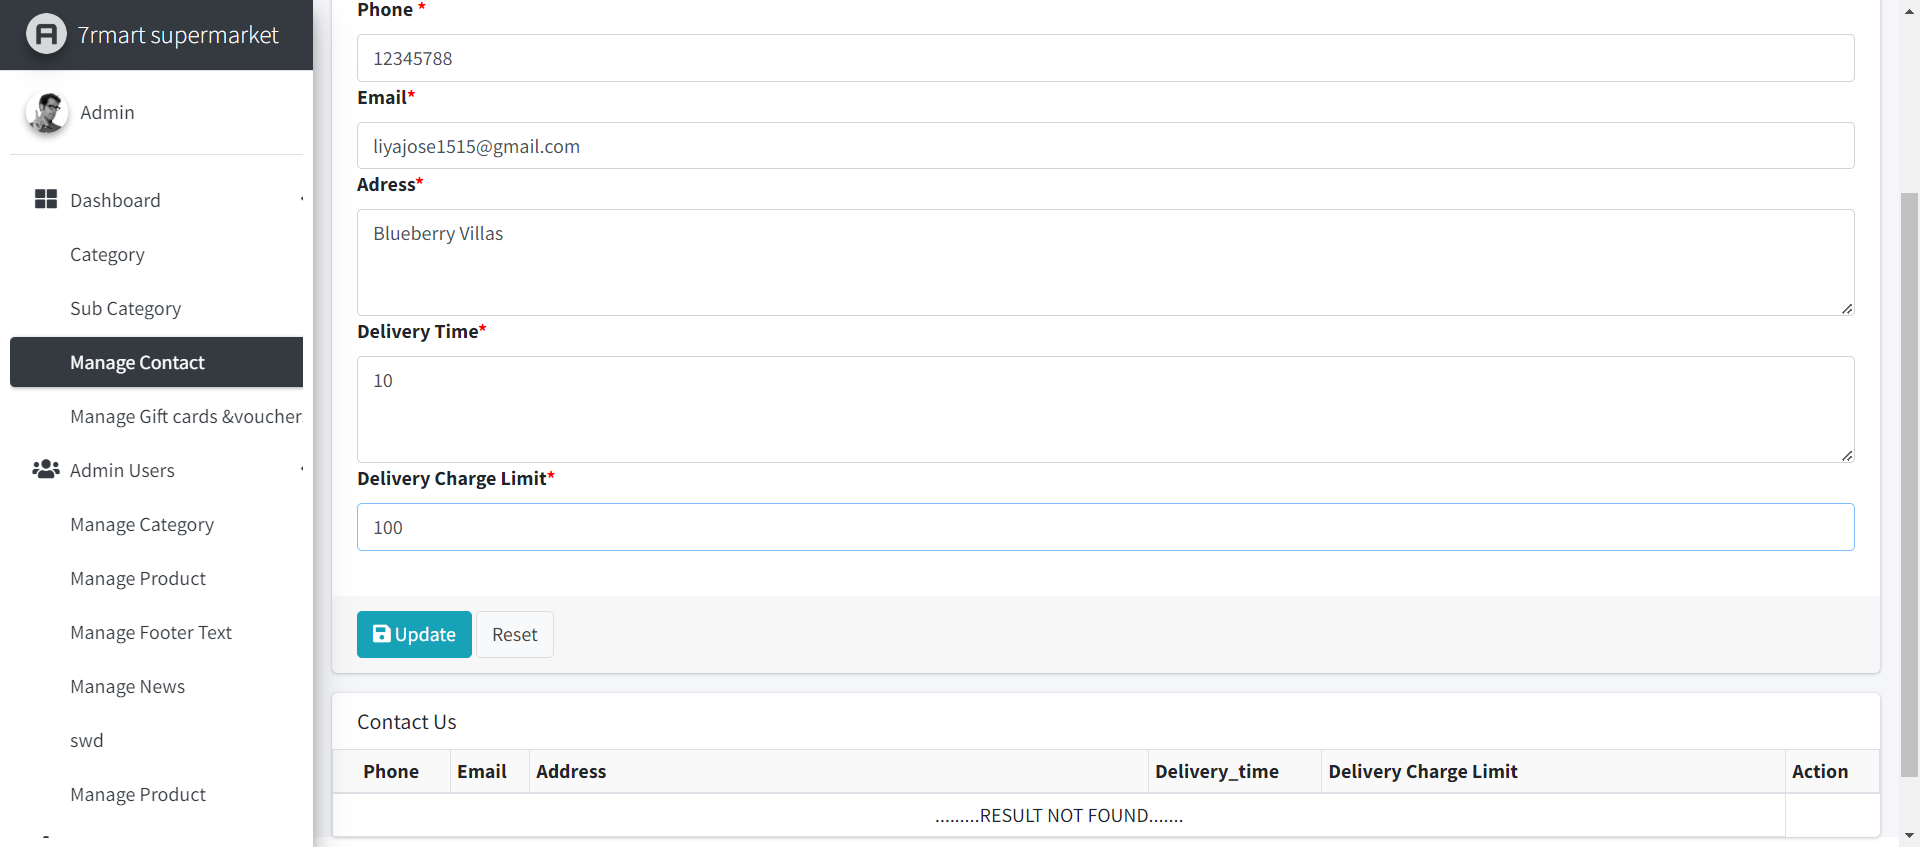 7rmart supermarket
Admin
Dashboard
Category
Sub Category
Manage Contact
Manage Gift cards &voucher
Admin Users
Manage Category
Manage Product
Manage Footer Text
Manage News
swd
Manage Product
Phone *
12345788
Email*
liyajose1515@gmail.com
Adress*
Blueberry Villas
Delivery Time*
10
Delivery Charge Limit*
100
Update Reset
Contact Us
Phone Email Address Delivery_time Delivery Charge Limit Action
.........RESULT NOT FOUND.......